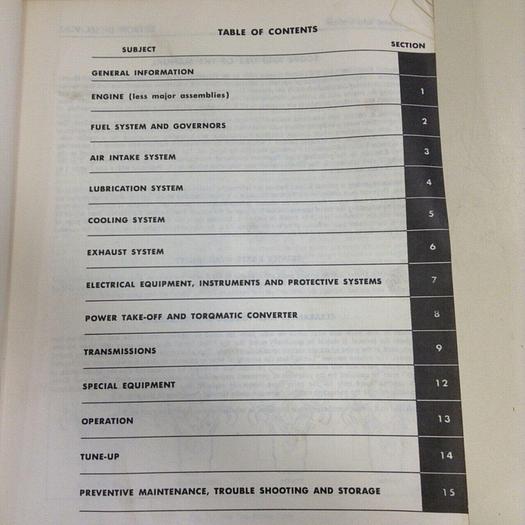 TABLE OF CONTENTS
SUBJECT SECTION
GENERAL INFORMATION
ENGINE (less major assemblies) 1
FUEL SYSTEM AND GOVERNORS 2
AIR INTAKE SYSTEM 3
LUBRICATION SYSTEM 4
COOLING SYSTEM 5
EXHAUST SYSTEM 6
ELECTRICAL EQUIPMENT, INSTRUMENTS AND PROTECTIVE SYSTEMS 7
POWER TAKE-OFF AND TORQMATIC CONVERTER 8
TRANSMISSIONS 9
SPECIAL EQUIPMENT 12
OPERATION 13
TUNE-UP 14
PREVENTIVE MAINTENANCE, TROUBLE SHOOTING AND STORAGE 15